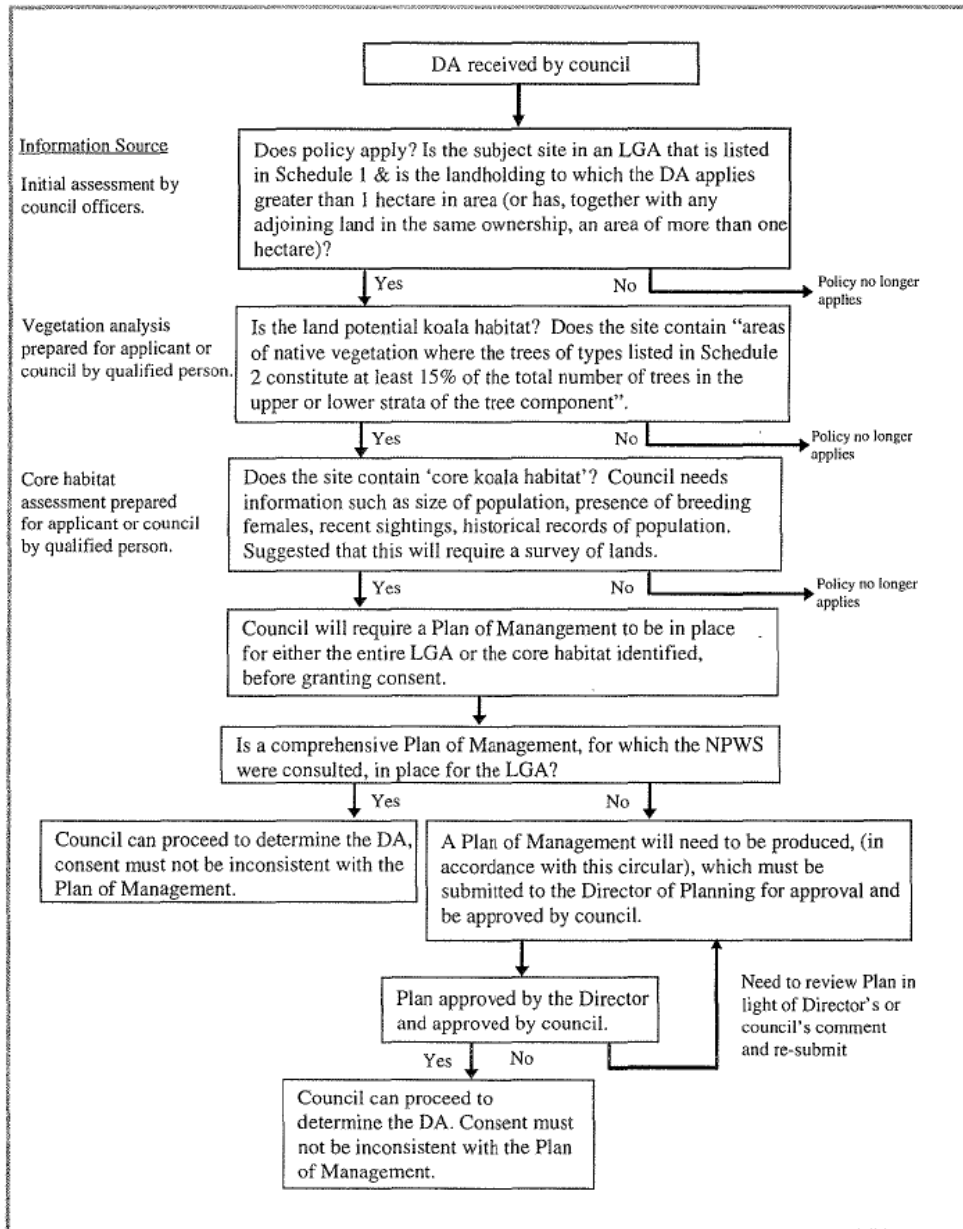 DA received by council
Information Source
Initial assessment by
council officers.
Does policy apply? Is the subject site in an LGA that is listed
in Schedule 1 & is the landholding to which the DA applies
greater than 1 hectare in area (or has, together with any
adjoining land in the same ownership, an area of more than one
hectare)?
Yes
No
Policy no longer
applies
Vegetation analysis
prepared for applicant or
council by qualified person.
Is the land potential koala habitat? Does the site contain "areas
of native vegetation where the trees of types listed in Schedule
2 constitute at least 15% of the total number of trees in the
upper or lower strata of the tree component".
Yes
No
Policy no longer
applies
Core habitat
assessment prepared
for applicant or council
by qualified person.
Does the site contain 'core koala habitat'? Council needs
information such as size of population, presence of breeding
females, recent sightings, historical records of population.
Suggested that this will require a survey of lands.
Yes
No
Policy no longer
applies
Council will require a Plan of Manangement to be in place
for either the entire LGA or the core habitat identified,
before granting consent.
Is a comprehensive Plan of Management, for which the NPWS
were consulted, in place for the LGA?
Yes
No
Council can proceed to determine the DA,
consent must not be inconsistent with the
Plan of Management.
A Plan of Management will need to be produced, (in
accordance with this circular), which must be
submitted to the Director of Planning for approval and
be approved by council.
Plan approved by the Director
and approved by council.
Need to review Plan in
light of Director's or
council's comment
and re-submit
Yes
No
Council can proceed to
determine the DA. Consent must
not be inconsistent with the Plan
of Management.